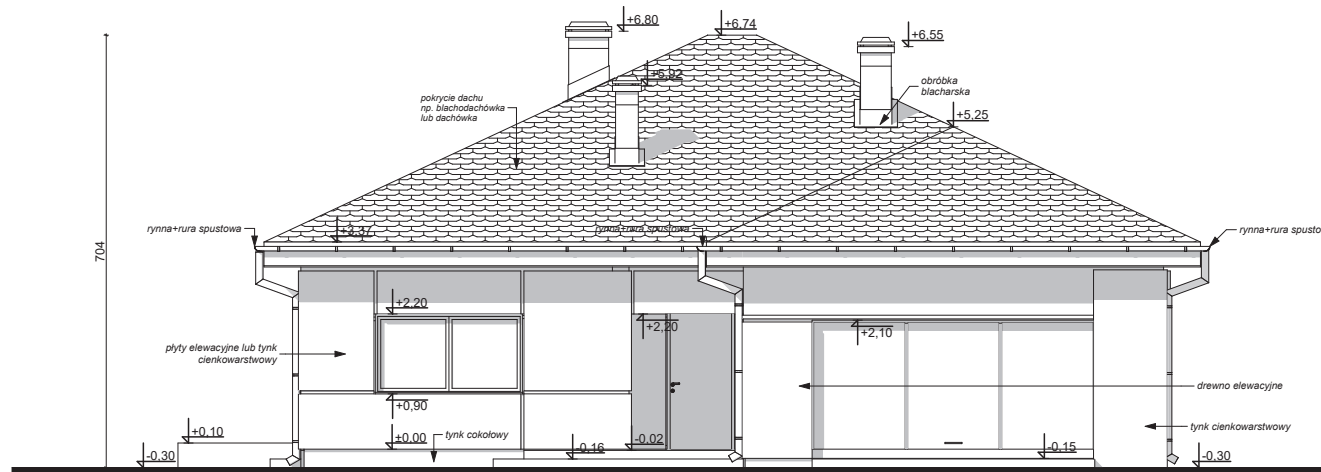 +6,80
+6,74
+6,55
+5,92
obróbka
blacharska
pokrycie dachu
np. blachodachówka
lub dachówka
+5,25
704
rynna+rura spustowa
+3,37
rynna+rura spustowa
rynna+rura spusto
+2,20
+2,20
+2,10
płyty elewacyjne lub tynk
cienkowarstwowy
drewno elewacyjne
+0,90
tynk cienkowarstwowy
+0,10
±0,00
tynk cokołowy
-0,02
-0,16
-0,15
-0,30
-0,30